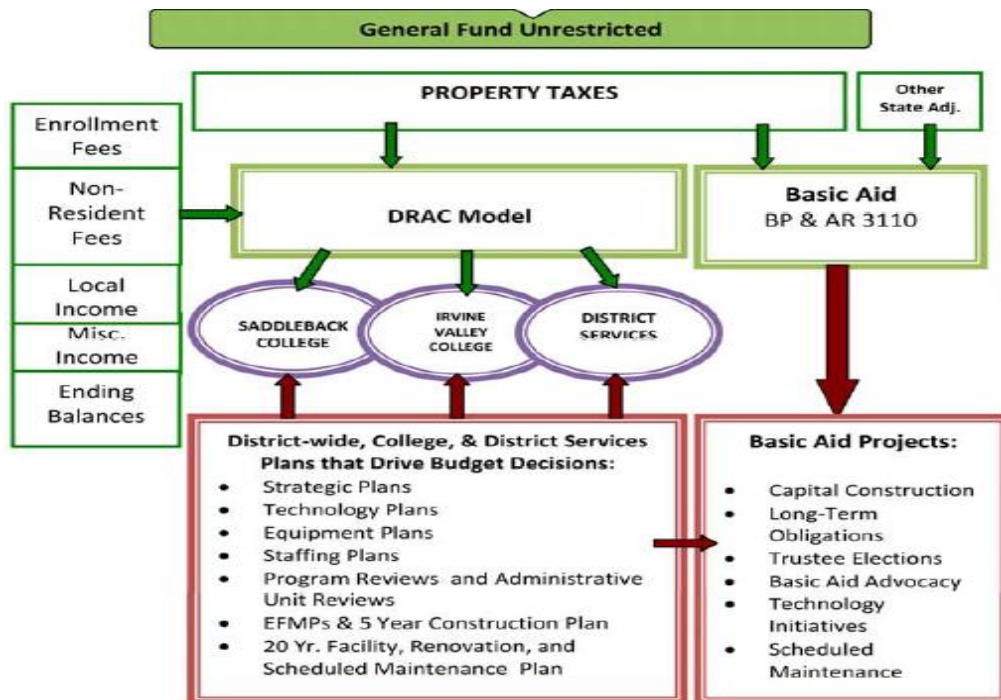 General Fund Unrestricted
PROPERTY TAXES
Other
State Adj.
Enrollment
Fees
Non-
Resident
Fees
Local
Income
Misc.
Income
Ending
Balances
DRAC Model
Basic Aid
BP & AR 3110
SADDLEBACK
COLLEGE
IRVINE
VALLEY
COLLEGE
DISTRICT
SERVICES
District-wide, College, & District Services
Plans that Drive Budget Decisions:
• Strategic Plans
• Technology Plans
• Equipment Plans
• Staffing Plans
• Program Reviews and Administrative
Unit Reviews
• EFMPs & 5 Year Construction Plan
• 20 Yr. Facility, Renovation, and
Scheduled Maintenance Plan
Basic Aid Projects:
• Capital Construction
• Long-Term
Obligations
• Trustee Elections
• Basic Aid Advocacy
• Technology
Initiatives
• Scheduled
Maintenance